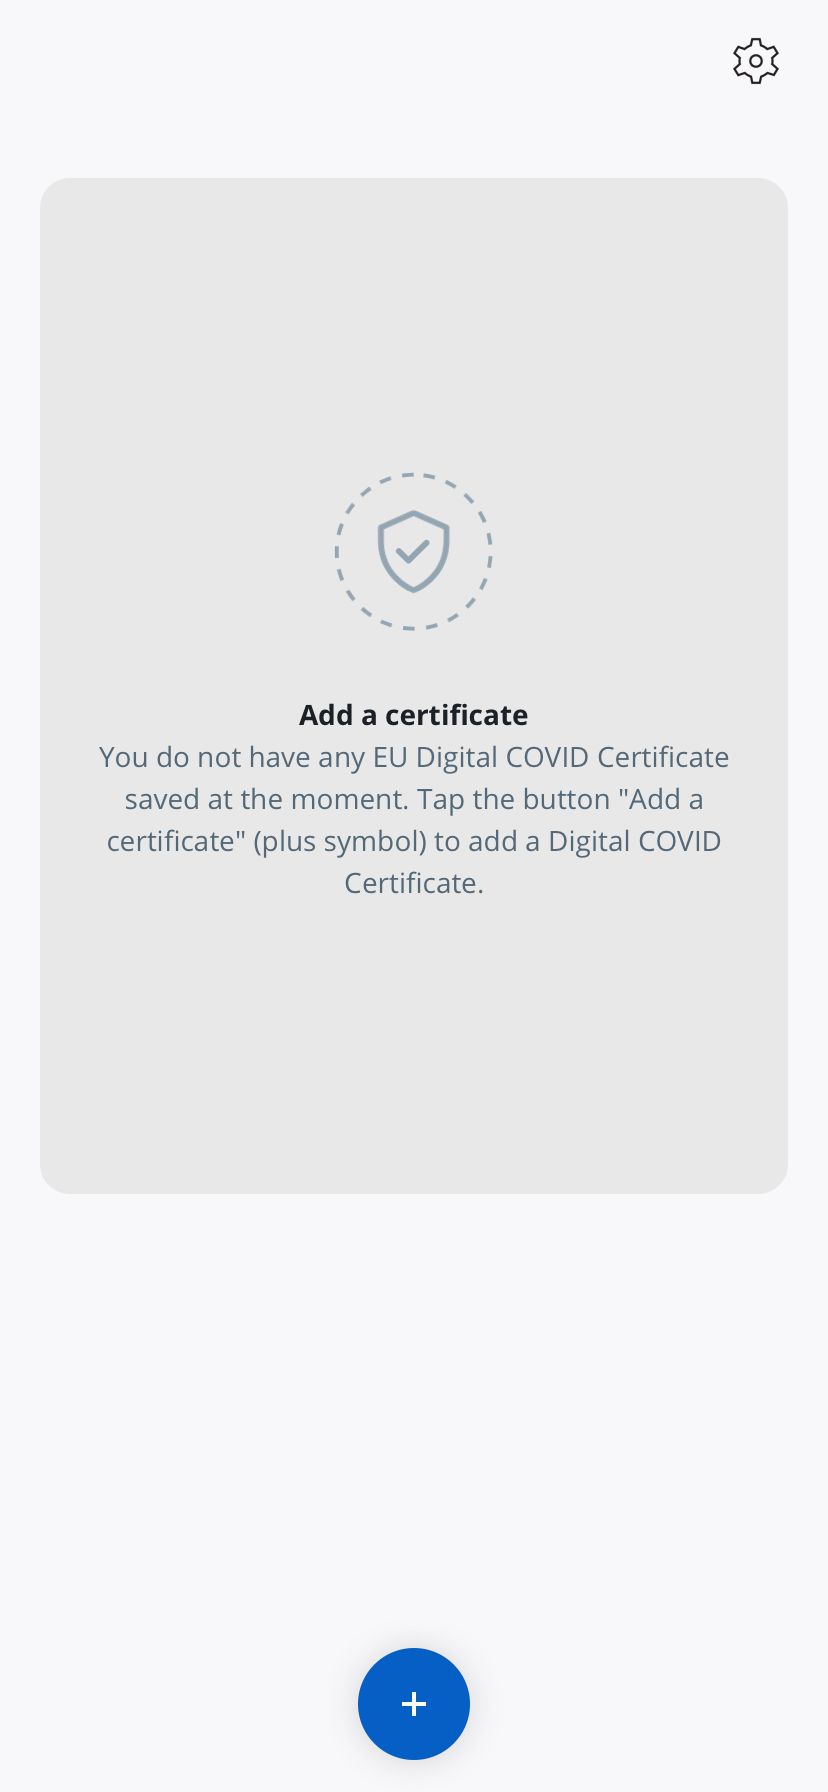 Add a certificate
You do not have any EU Digital COVID Certificate
saved at the moment. Tap the button "Add a
certificate" (plus symbol) to add a Digital COVID
Certificate.